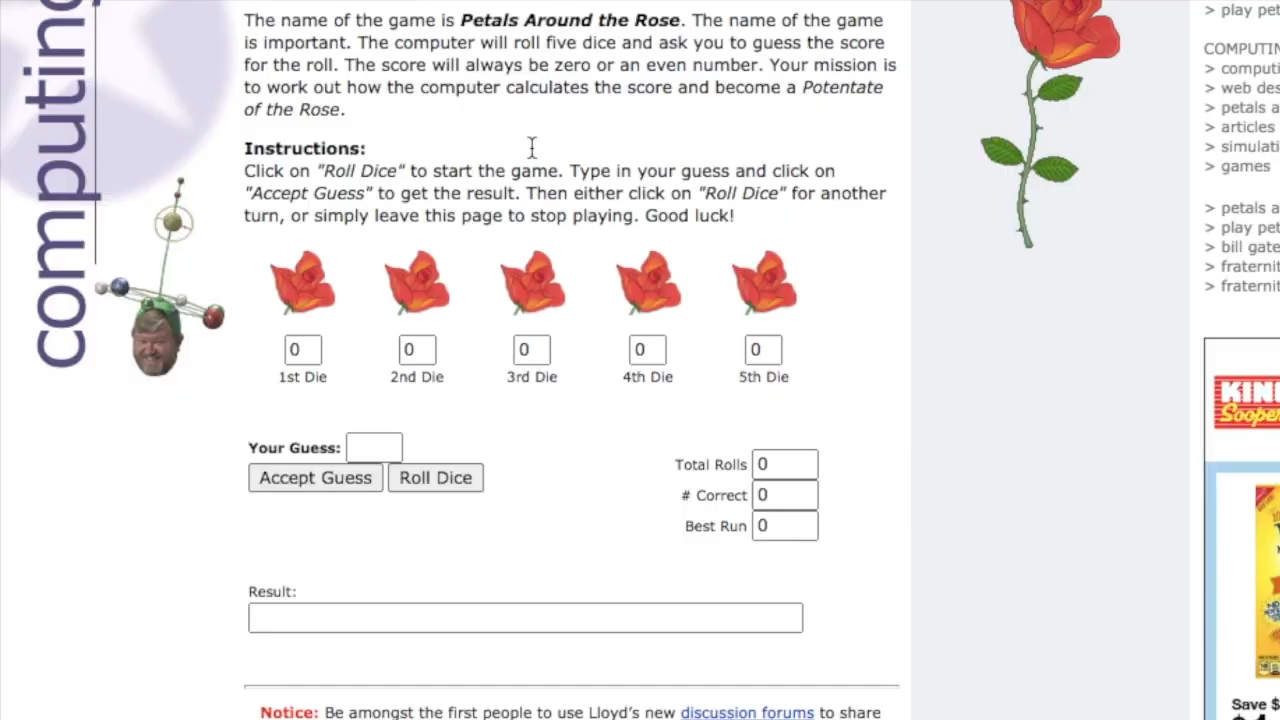 computing
The name of the game is Petals Around the Rose. The name of the game
is important. The computer will roll five dice and ask you to guess the score
for the roll. The score will always be zero or an even number. Your mission is
to work out how the computer calculates the score and become a Potentate
of the Rose.
Instructions:
Click on "Roll Dice" to start the game. Type in your guess and click on
"Accept Guess" to get the result. Then either click on "Roll Dice" for another
turn, or simply leave this page to stop playing. Good luck!
0 0 0 0 0
1st Die 2nd Die 3rd Die 4th Die 5th Die
Your Guess:
Accept Guess Roll Dice
Total Rolls 0
# Correct 0
Best Run 0
Result:
Notice: Be amongst the first people to use Lloyd's new discussion forums to share
> play pet
COMPUTIN
> computi
> web des
> petals a
> articles
> simulati
> games
> petals a
> play pet
> bill gate
> fraternit
> fraternit
KIN
Sooper
Save $